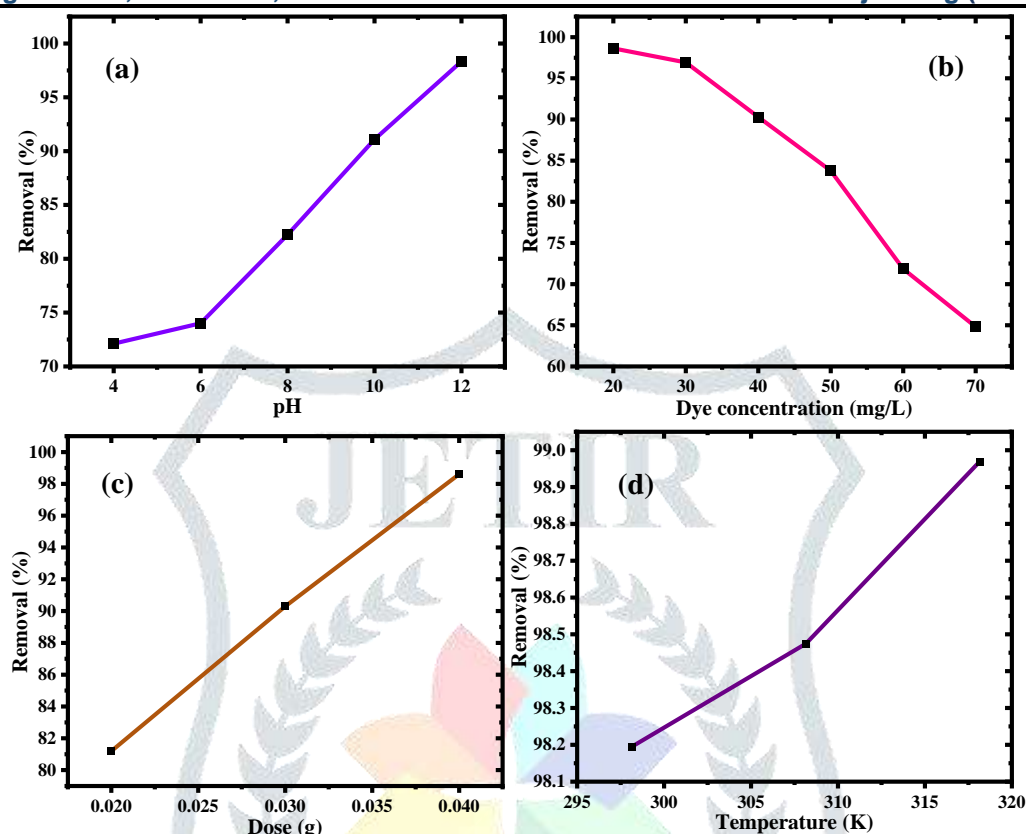 (a)
100
95
90
85
80
75
70
Removal (%)
4 6 8 10 12
pH
(b)
100
95
90
85
80
75
70
65
60
Removal (%)
20 30 40 50 60 70
Dye concentration (mg/L)
(c)
100
98
96
94
92
90
88
86
84
82
80
Removal (%)
0.020 0.025 0.030 0.035 0.040
Dose (g)
(d)
99.0
98.9
98.8
98.7
98.6
98.5
98.4
98.3
98.2
98.1
Removal (%)
295 300 305 310 315 320
Temperature (K)
JETIR